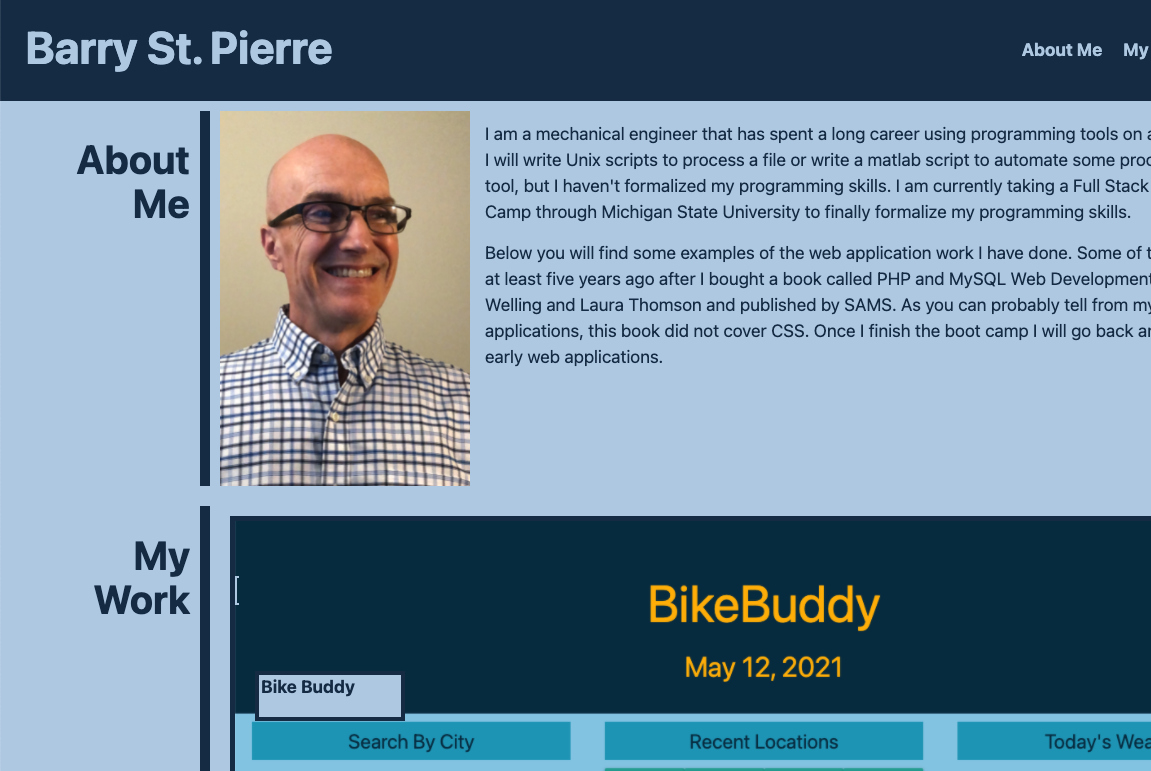 Barry St. Pierre
About Me My
About
Me
I am a mechanical engineer that has spent a long career using programming tools on
I will write Unix scripts to process a file or write a matlab script to automate some
tool, but I haven't formalized my programming skills. I am currently taking a Full Stack
Camp through Michigan State University to finally formalize my programming skills.
Below you will find some examples of the web application work I have done. Some of
at least five years ago after I bought a book called PHP and MySQL Web Development
Welling and Laura Thomson and published by SAMS. As you can probably tell from my
applications, this book did not cover CSS. Once I finish the boot camp I will go back
early web applications.
My
Work
BikeBuddy
May 12, 2021
Bike Buddy
Search By City
Recent Locations
Today's